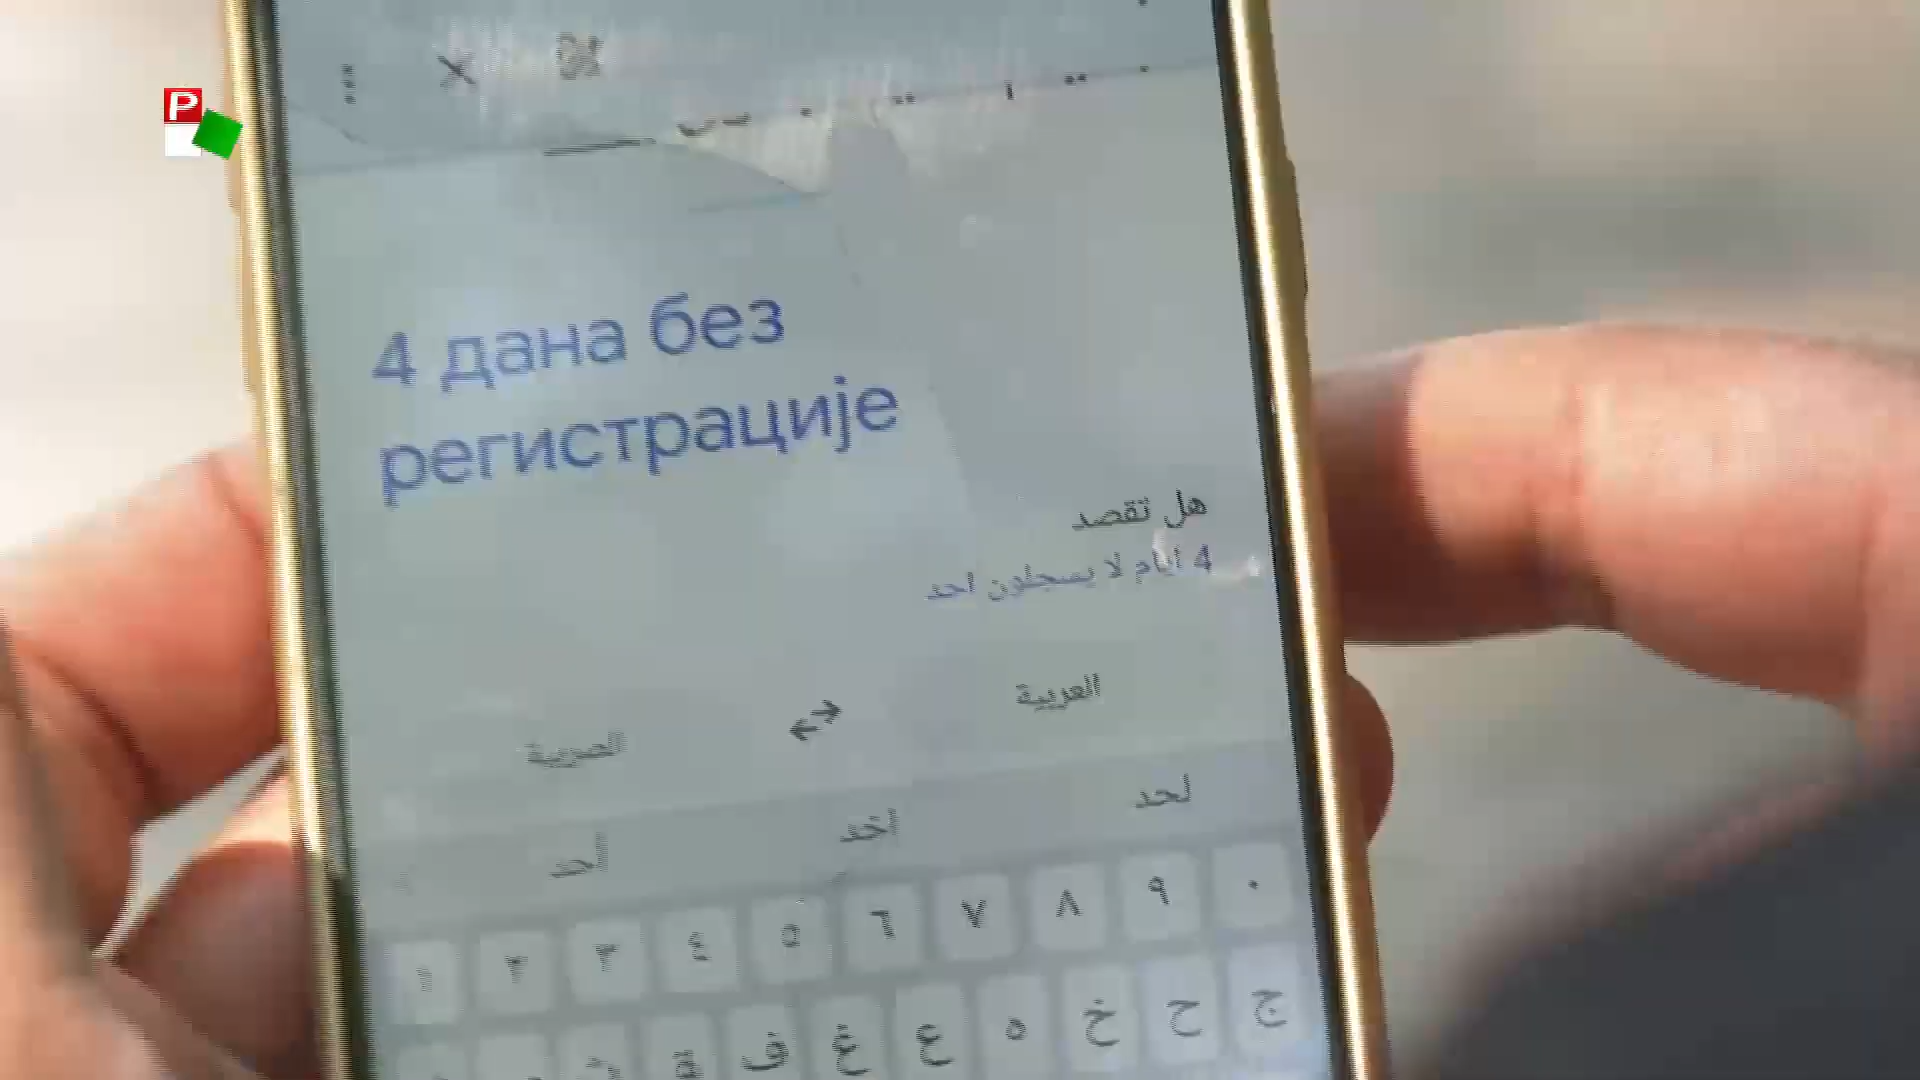 P
4 дана без
регистрације
هل تقصد
4 ايام لا يسجلون احد
العربية
الصربية
لحد
اخد
أحد
١ ٢ ٣ ٤ ٥ ٦ ٧ ٨ ٩ ٠
ف غ ع ه خ ح ج